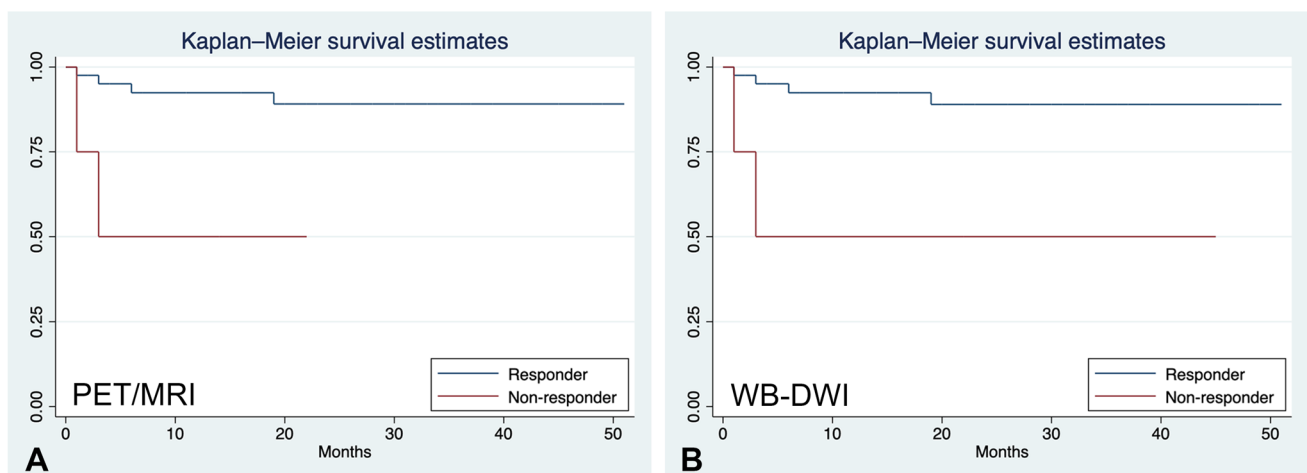 Kaplan–Meier survival estimates
1.00
0.75
0.50
0.25
0.00
PET/MRI
Responder
Non-responder
0 10 20 30 40 50
Months
A
Kaplan–Meier survival estimates
1.00
0.75
0.50
0.25
0.00
WB-DWI
Responder
Non-responder
0 10 20 30 40 50
Months
B